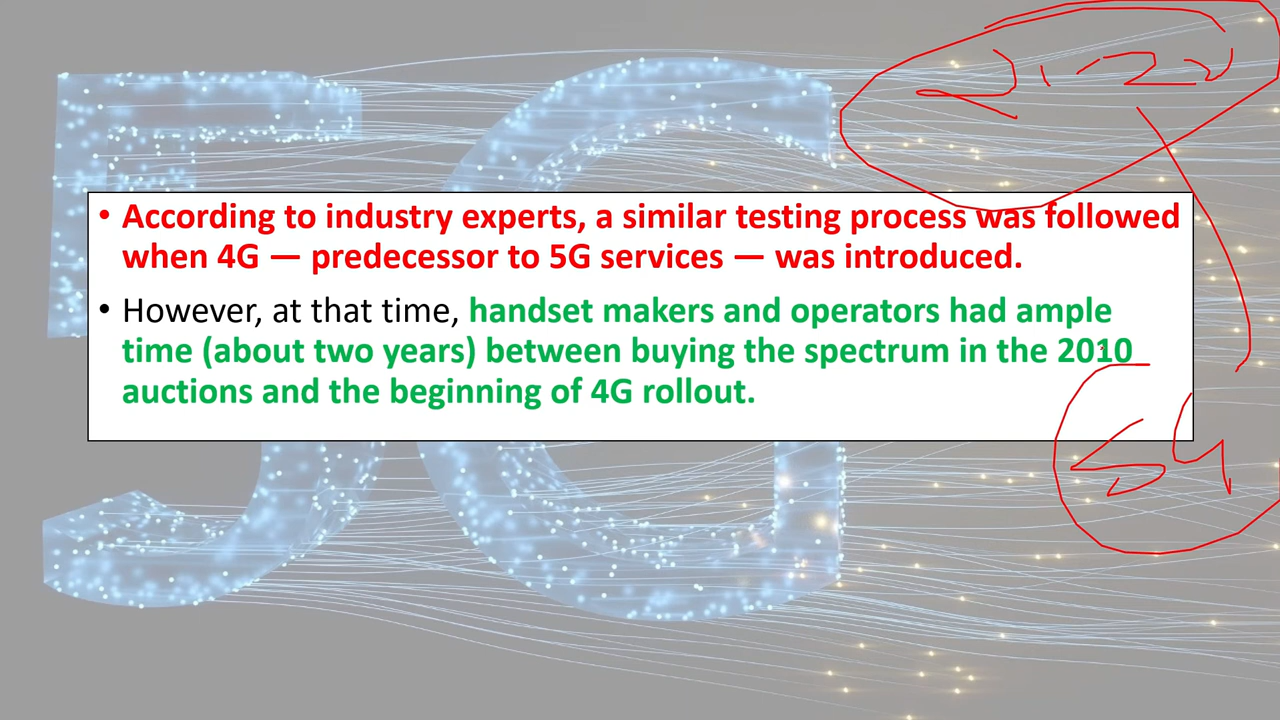 5G
• According to industry experts, a similar testing process was followed
when 4G — predecessor to 5G services — was introduced.
• However, at that time, handset makers and operators had ample
time (about two years) between buying the spectrum in the 2010
auctions and the beginning of 4G rollout.